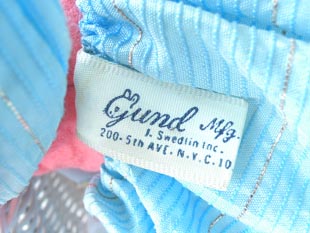 Gund Mfg.
J. Swedlin Inc.
200-5th AVE. N.Y.C. 10